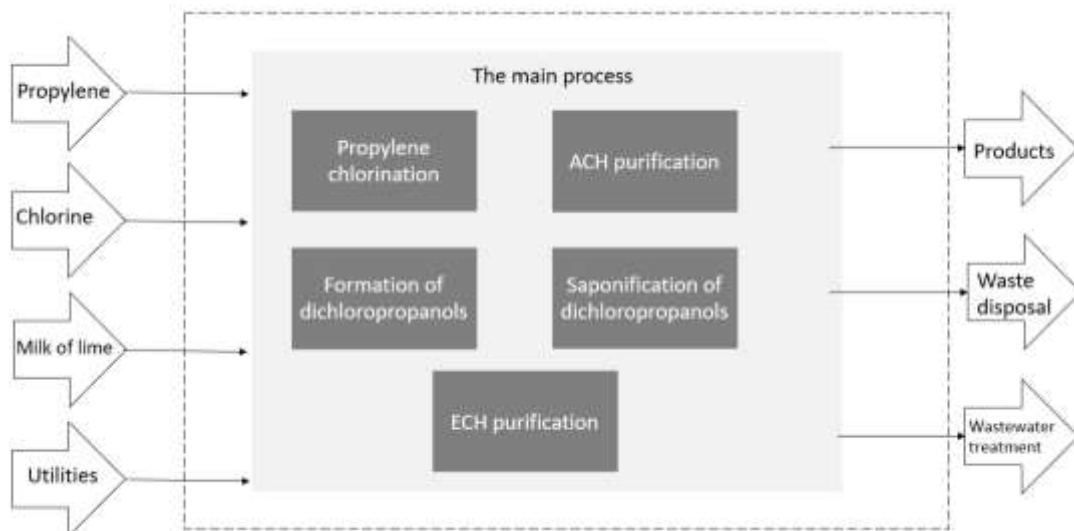 The main process
Propylene
Propylene
chlorination
ACH purification
Products
Chlorine
Formation of
dichloropropanols
Saponification of
dichloropropanols
Waste
disposal
Milk of lime
ECH purification
Wastewater
treatment
Utilities